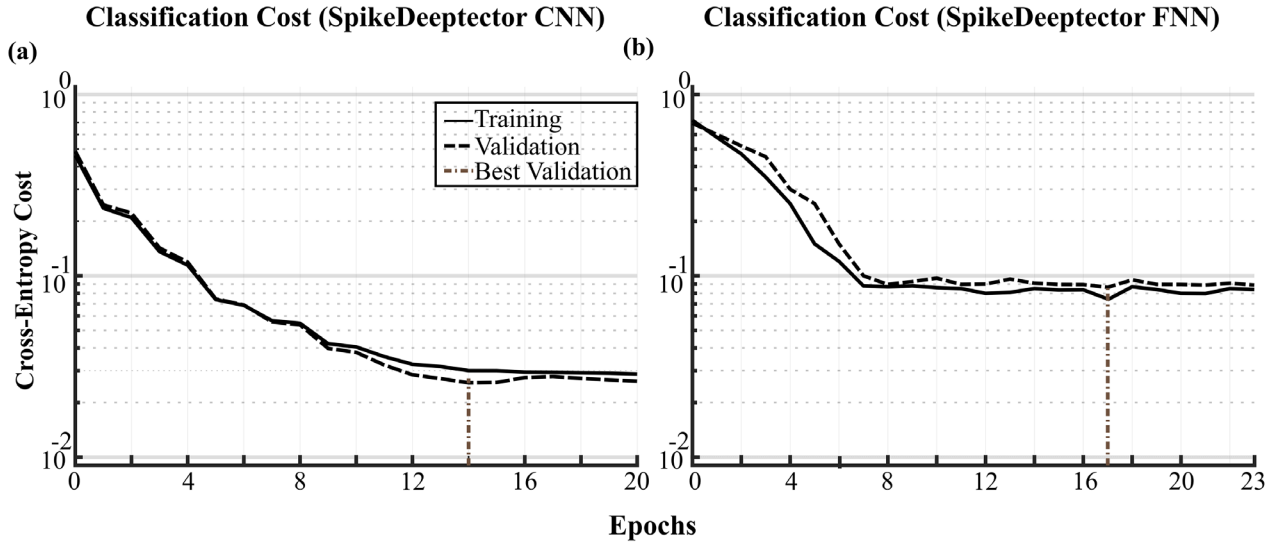 Classification Cost (SpikeDeeptector CNN)
Classification Cost (SpikeDeeptector FNN)
(a)
(b)
Cross-Entropy Cost
10^0
10^-1
10^-2
Training
Validation
Best Validation
0 4 8 12 16 20
10^0
10^-1
10^-2
0 4 8 12 16 20 23
Epochs